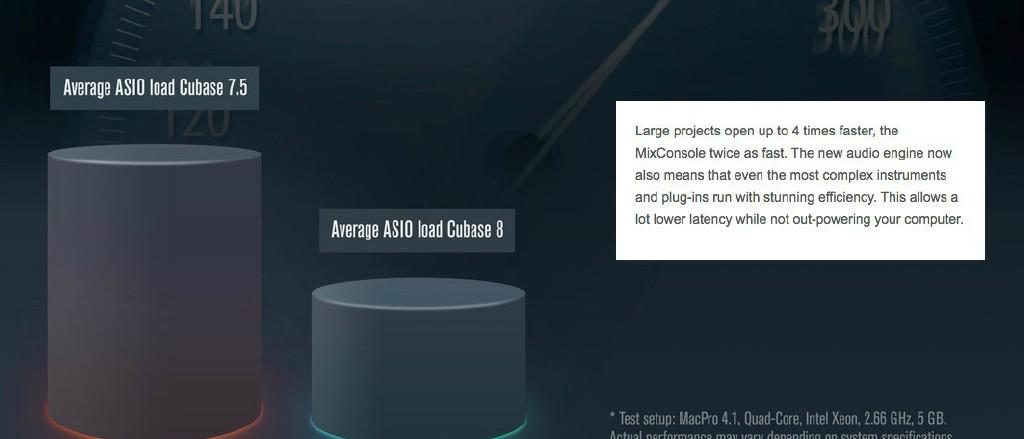 140
300
Average ASIO load Cubase 7.5
120
Large projects open up to 4 times faster, the
MixConsole twice as fast. The new audio engine now
also means that even the most complex instruments
and plug-ins run with stunning efficiency. This allows a
lot lower latency while not out-powering your computer.
Average ASIO load Cubase 8
* Test setup: MacPro 4.1, Quad-Core, Intel Xeon, 2.66 GHz, 5 GB.
Actual performance may vary depending on system specifications